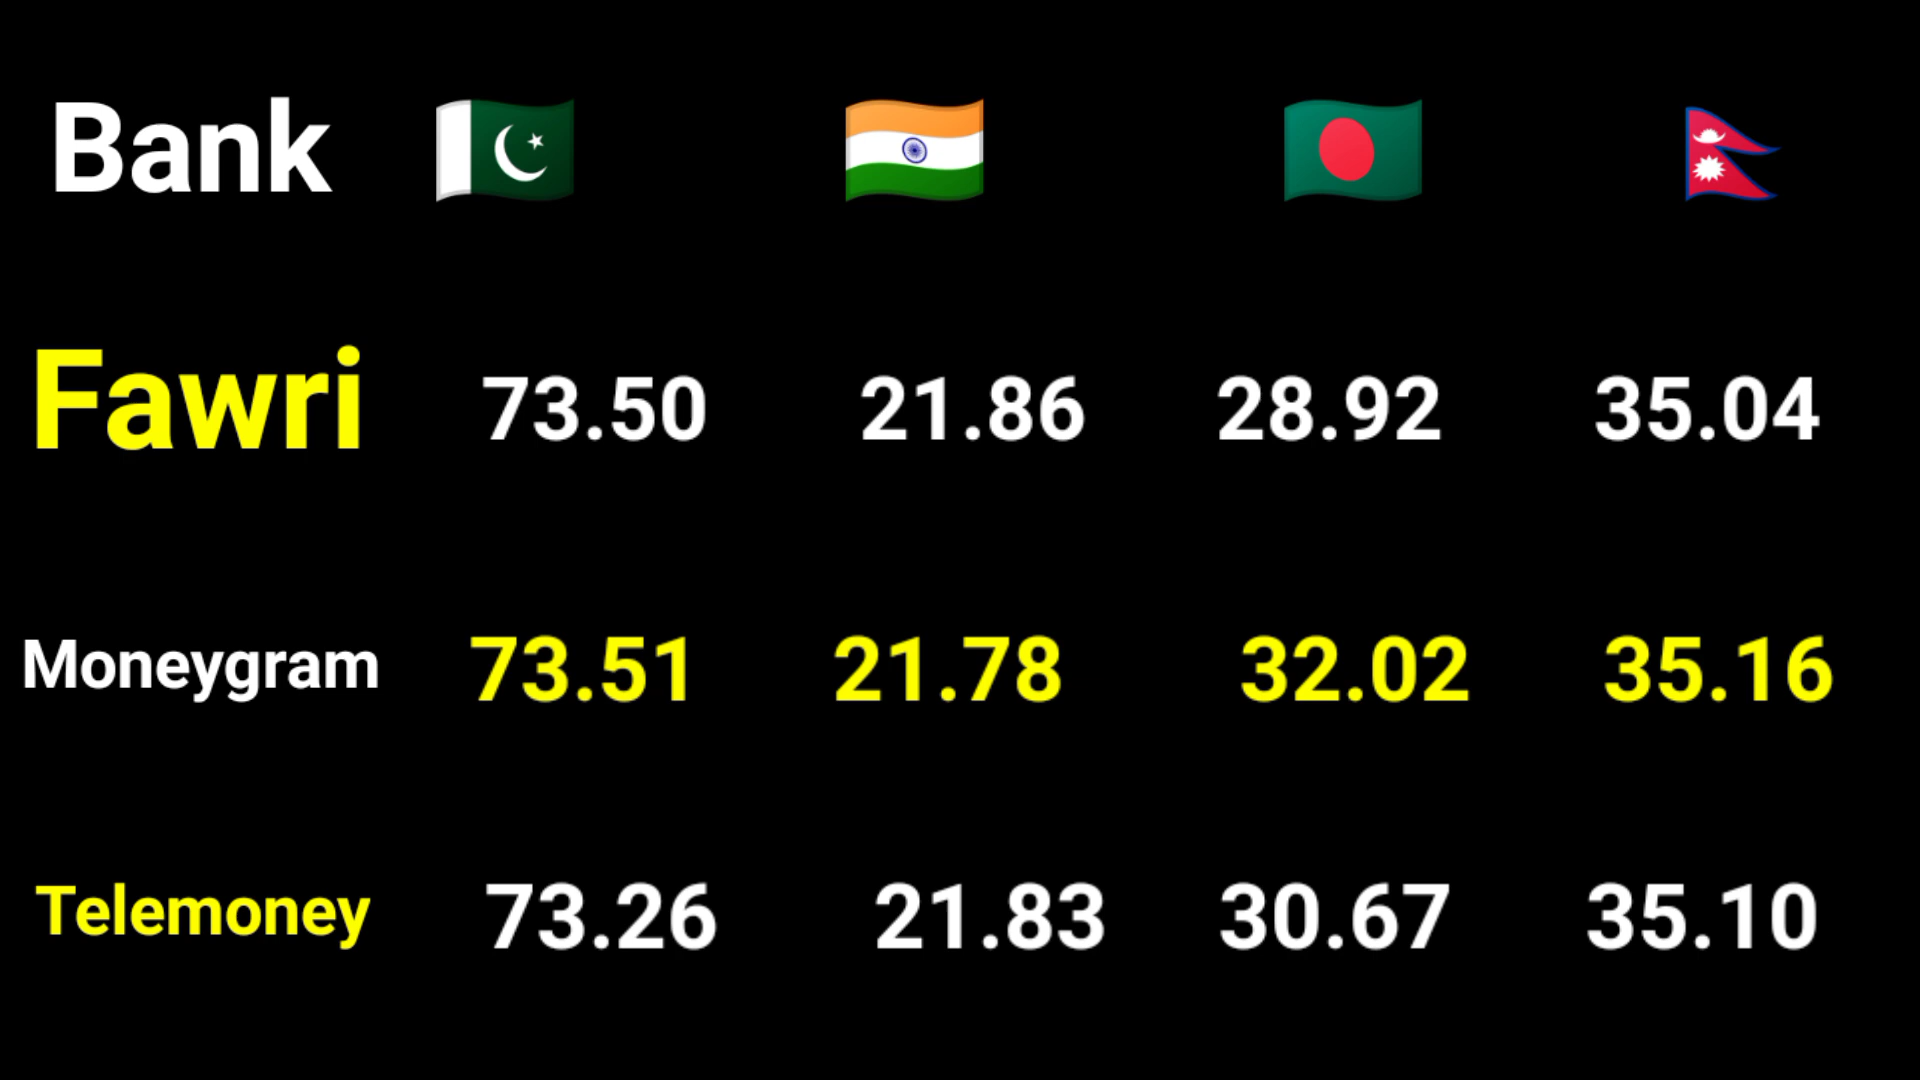 Bank
Fawri 73.50 21.86 28.92 35.04
Moneygram 73.51 21.78 32.02 35.16
Telemoney 73.26 21.83 30.67 35.10